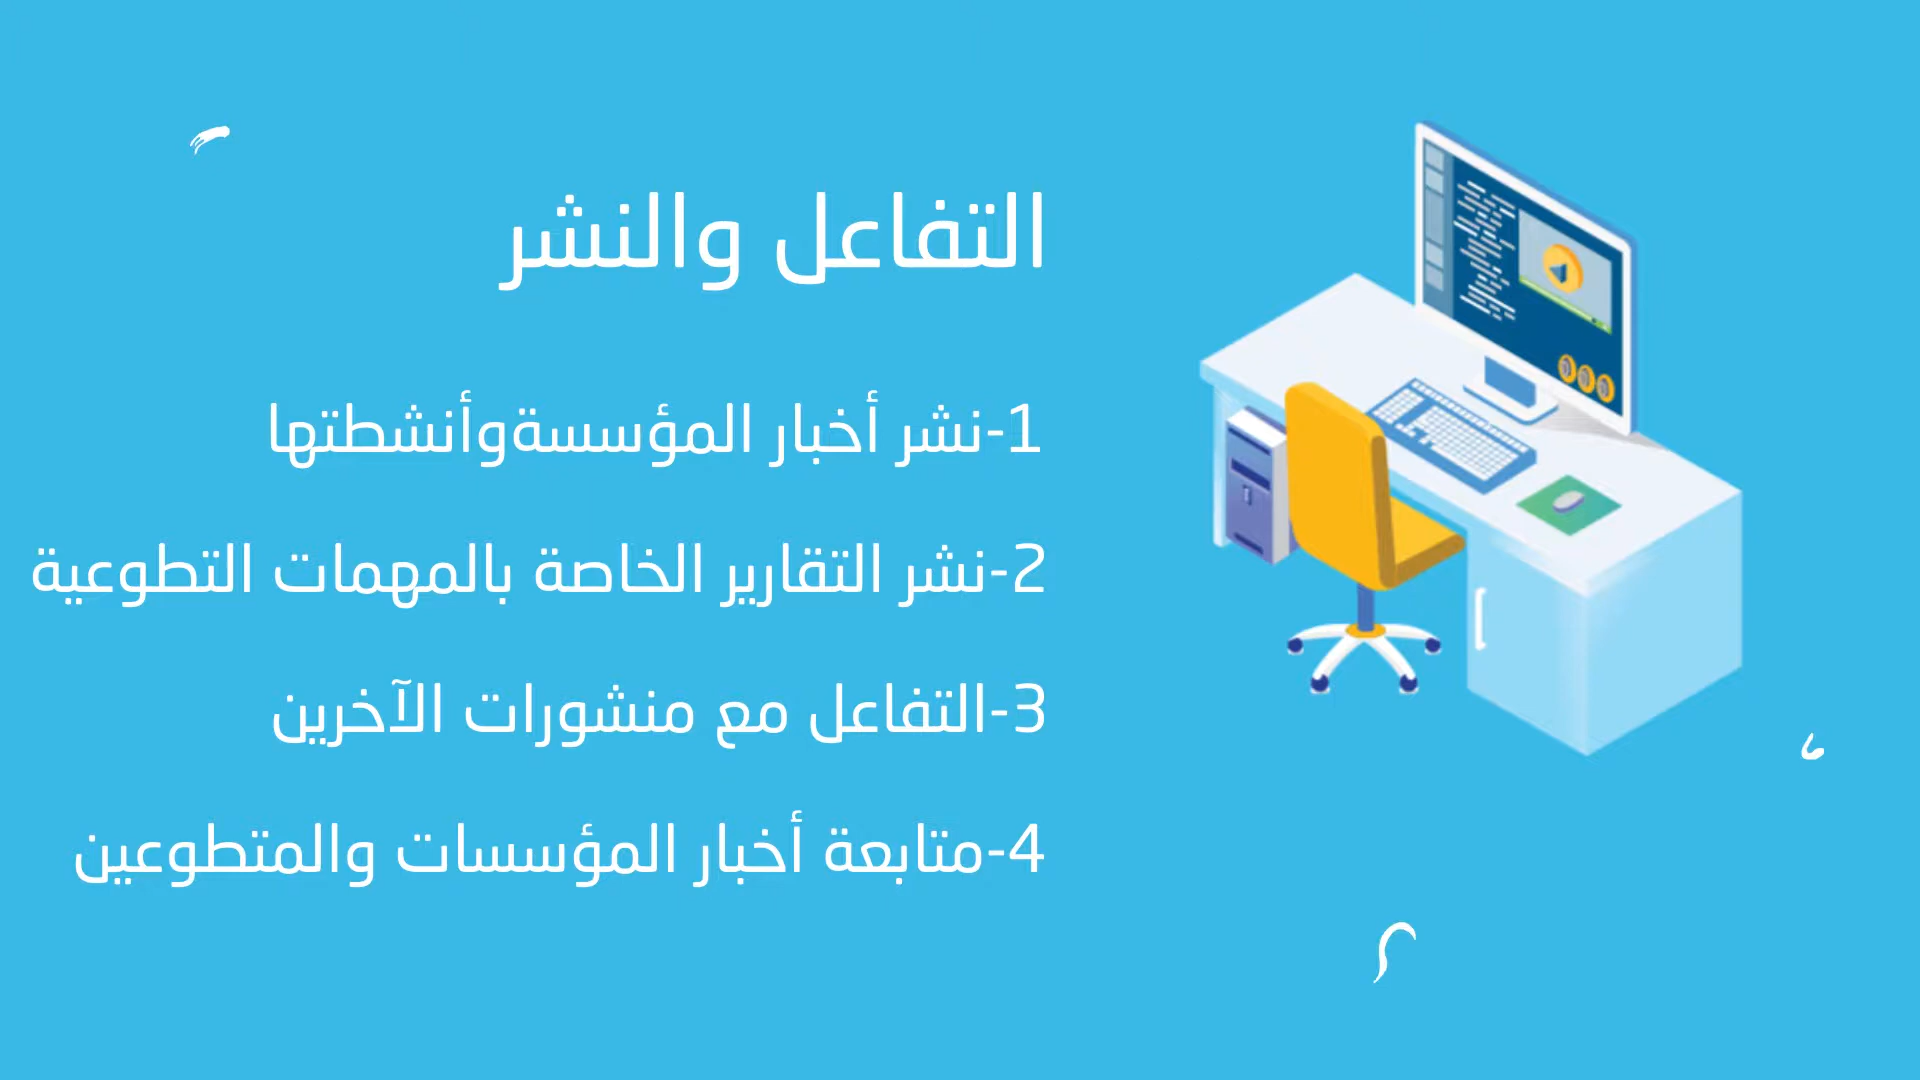 التفاعل والنشر
1-نشر أخبار المؤسسةوأنشطتها
2-نشر التقارير الخاصة بالمهمات التطوعية
3-التفاعل مع منشورات الآخرين
4-متابعة أخبار المؤسسات والمتطوعين